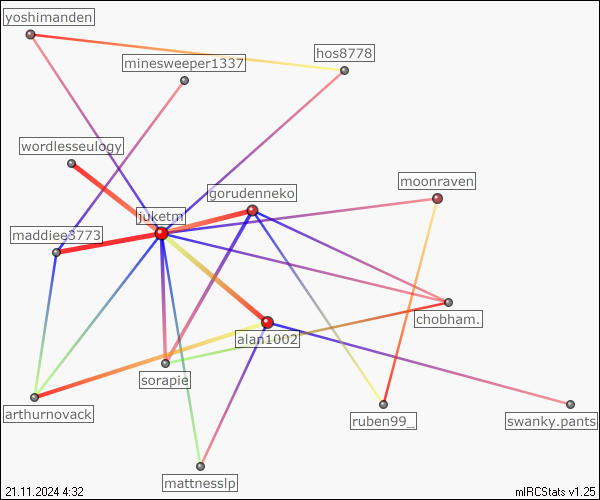 yoshimanden
hos8778
minesweeper1337
wordlesseulogy
moonraven
gorudenneko
juketm
maddiee3773
chobham.
alan1002
sorapie
arthurnovack
ruben99_
swanky.pants
mattnesslp
21.11.2024 4:32
mIRCStats v1.25